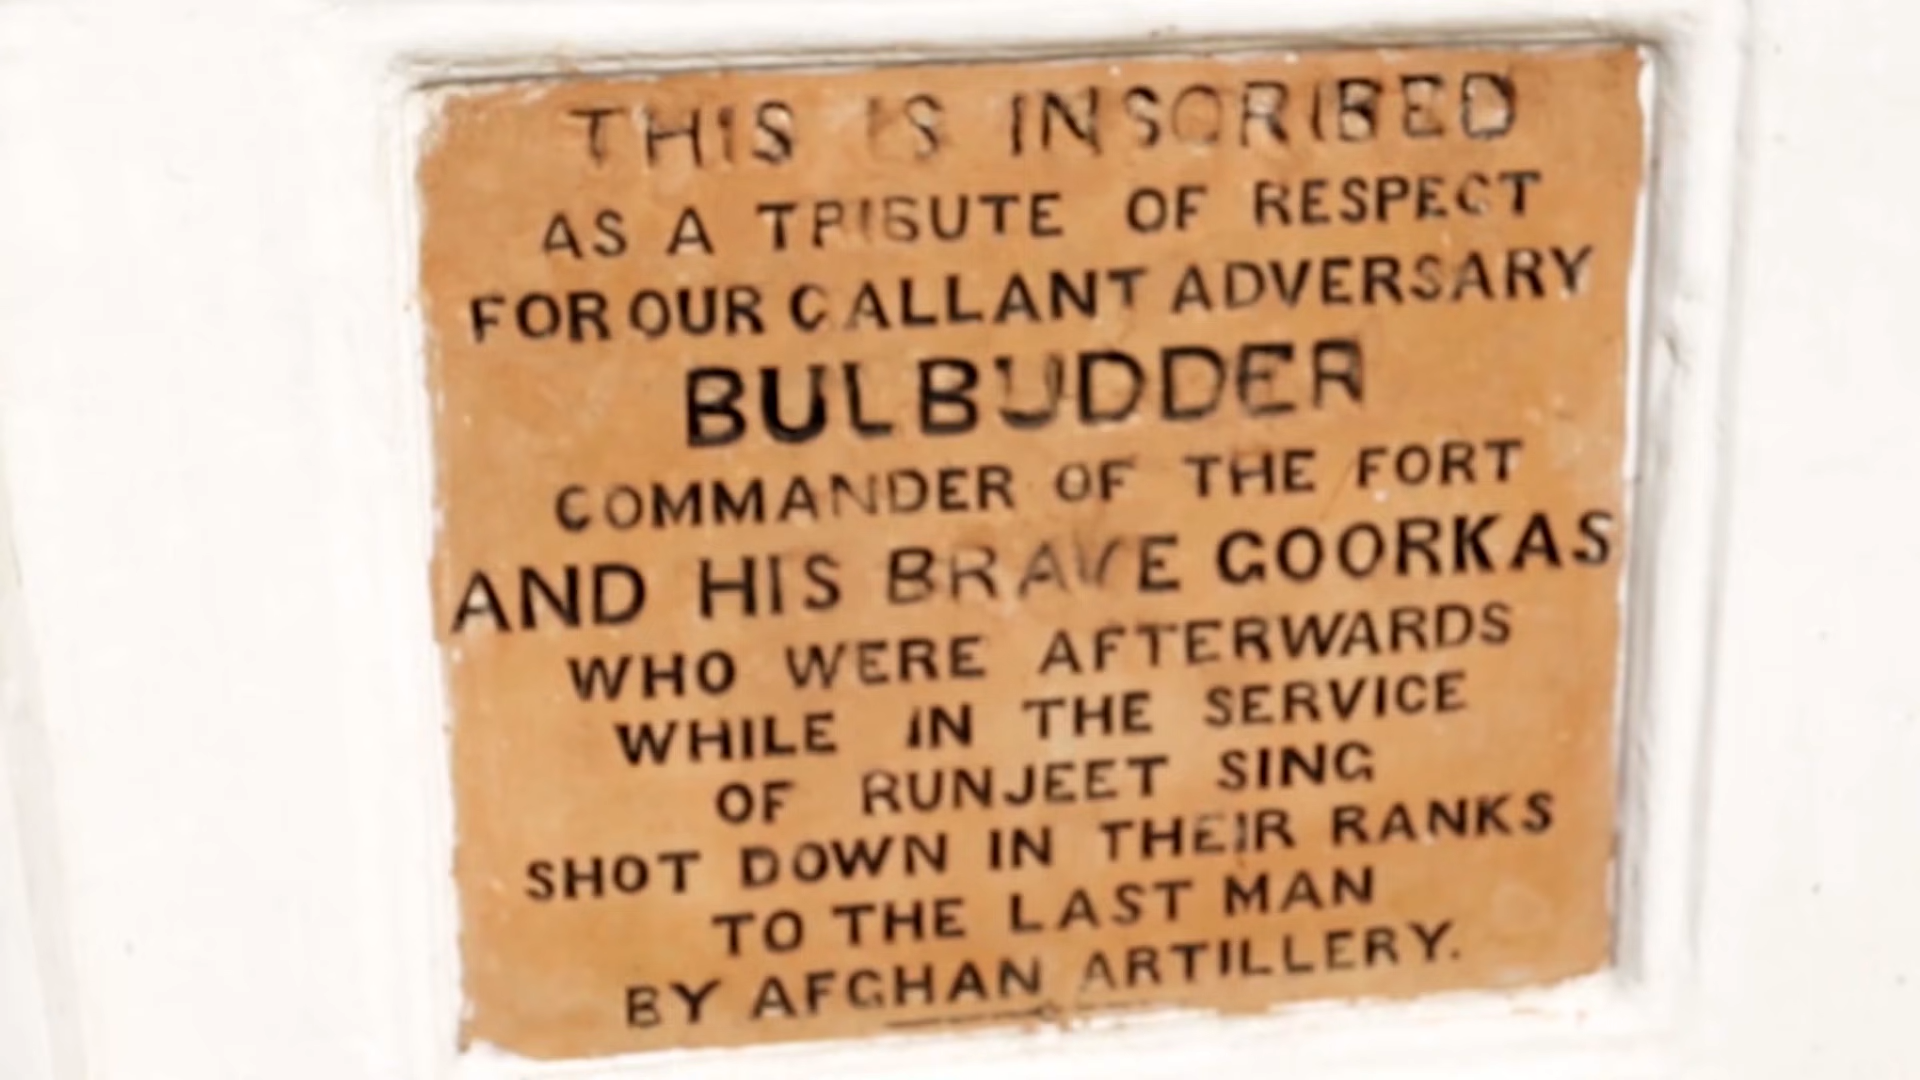 THIS IS INSCRIBED
AS A TRIBUTE OF RESPECT
FOR OUR GALLANT ADVERSARY
BULBUDDER
COMMANDER OF THE FORT
AND HIS BRAVE GOORKAS
WHO WERE AFTERWARDS
WHILE IN THE SERVICE
OF RUNJEET SING
SHOT DOWN IN THEIR RANKS
TO THE LAST MAN
BY AFGHAN ARTILLERY.